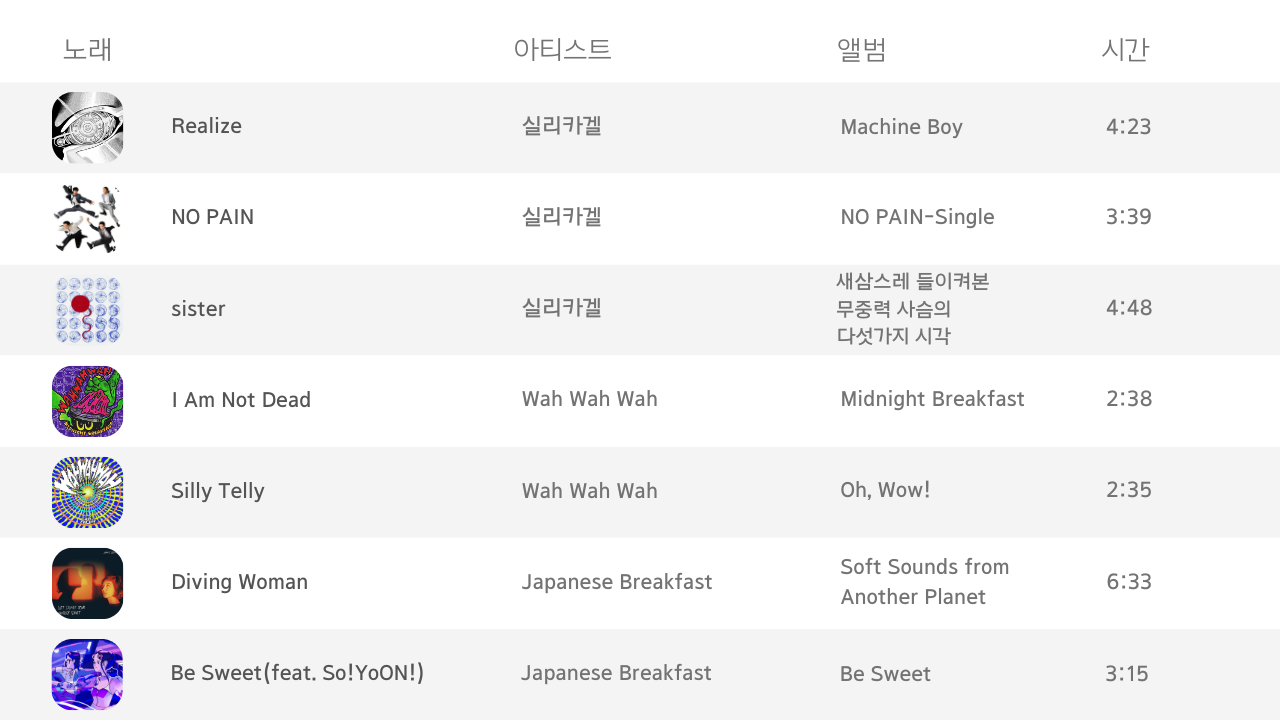 노래 아티스트 앨범 시간
Realize 실리카겔 Machine Boy 4:23
NO PAIN 실리카겔 NO PAIN-Single 3:39
sister 실리카겔 새삼스레 들이켜본
무중력 사슴의
다섯가지 시각 4:48
I Am Not Dead Wah Wah Wah Midnight Breakfast 2:38
Silly Telly Wah Wah Wah Oh, Wow! 2:35
Diving Woman Japanese Breakfast Soft Sounds from
Another Planet 6:33
Be Sweet(feat. So!YoON!) Japanese Breakfast Be Sweet 3:15